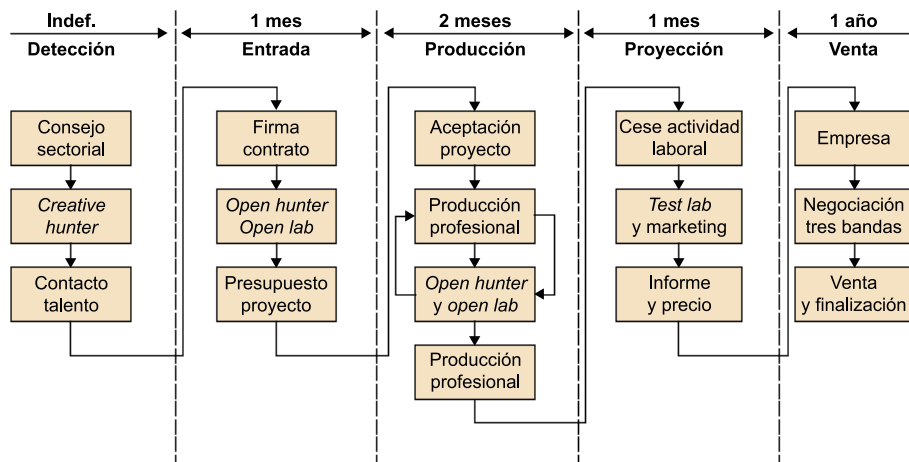 Indef.
Detección
1 mes
Entrada
2 meses
Producción
1 mes
Proyección
1 año
Venta
Consejo
sectorial
Creative
hunter
Contacto
talento
Firma
contrato
Open hunter
Open lab
Presupuesto
proyecto
Aceptación
proyecto
Producción
profesional
Open hunter
y open lab
Producción
profesional
Cese actividad
laboral
Test lab
y marketing
Informe
y precio
Empresa
Negociación
tres bandas
Venta
y finalización